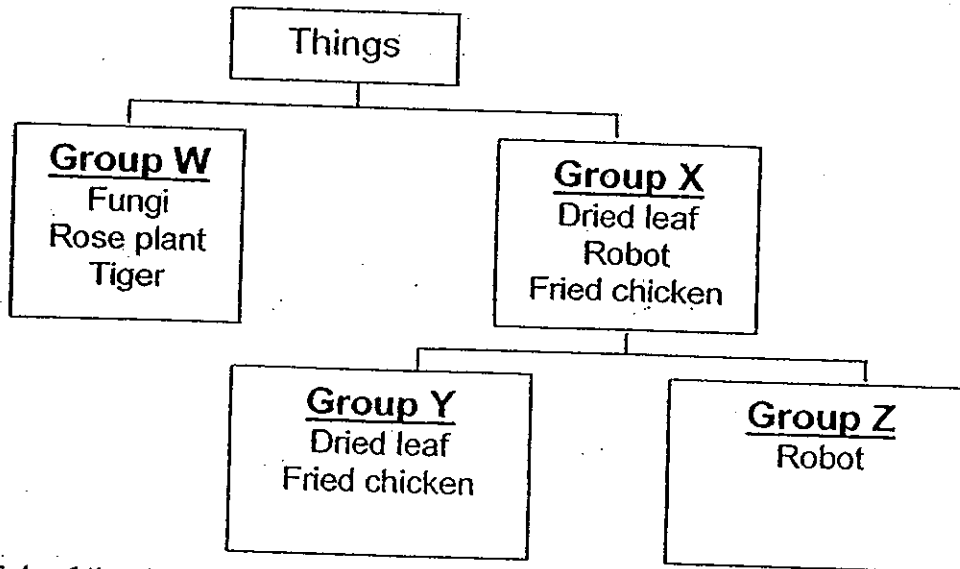 Things
Group W
Fungi
Rose plant
Tiger
Group X
Dried leaf
Robot
Fried chicken
Group Y
Dried leaf
Fried chicken
Group Z
Robot